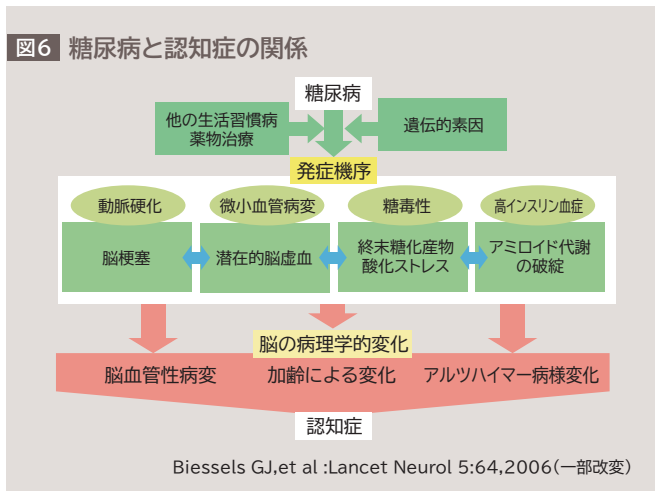 図6 糖尿病と認知症の関係
糖尿病
他の生活習慣病
薬物治療
遺伝的素因
発症機序
動脈硬化
微小血管病変
糖毒性
高インスリン血症
脳梗塞
潜在的脳虚血
終末糖化産物
酸化ストレス
アミロイド代謝
の破綻
脳の病理学的変化
脳血管性病変
加齢による変化
アルツハイマー病様変化
認知症
Biessels GJ,et al :Lancet Neurol 5:64,2006(一部改変)